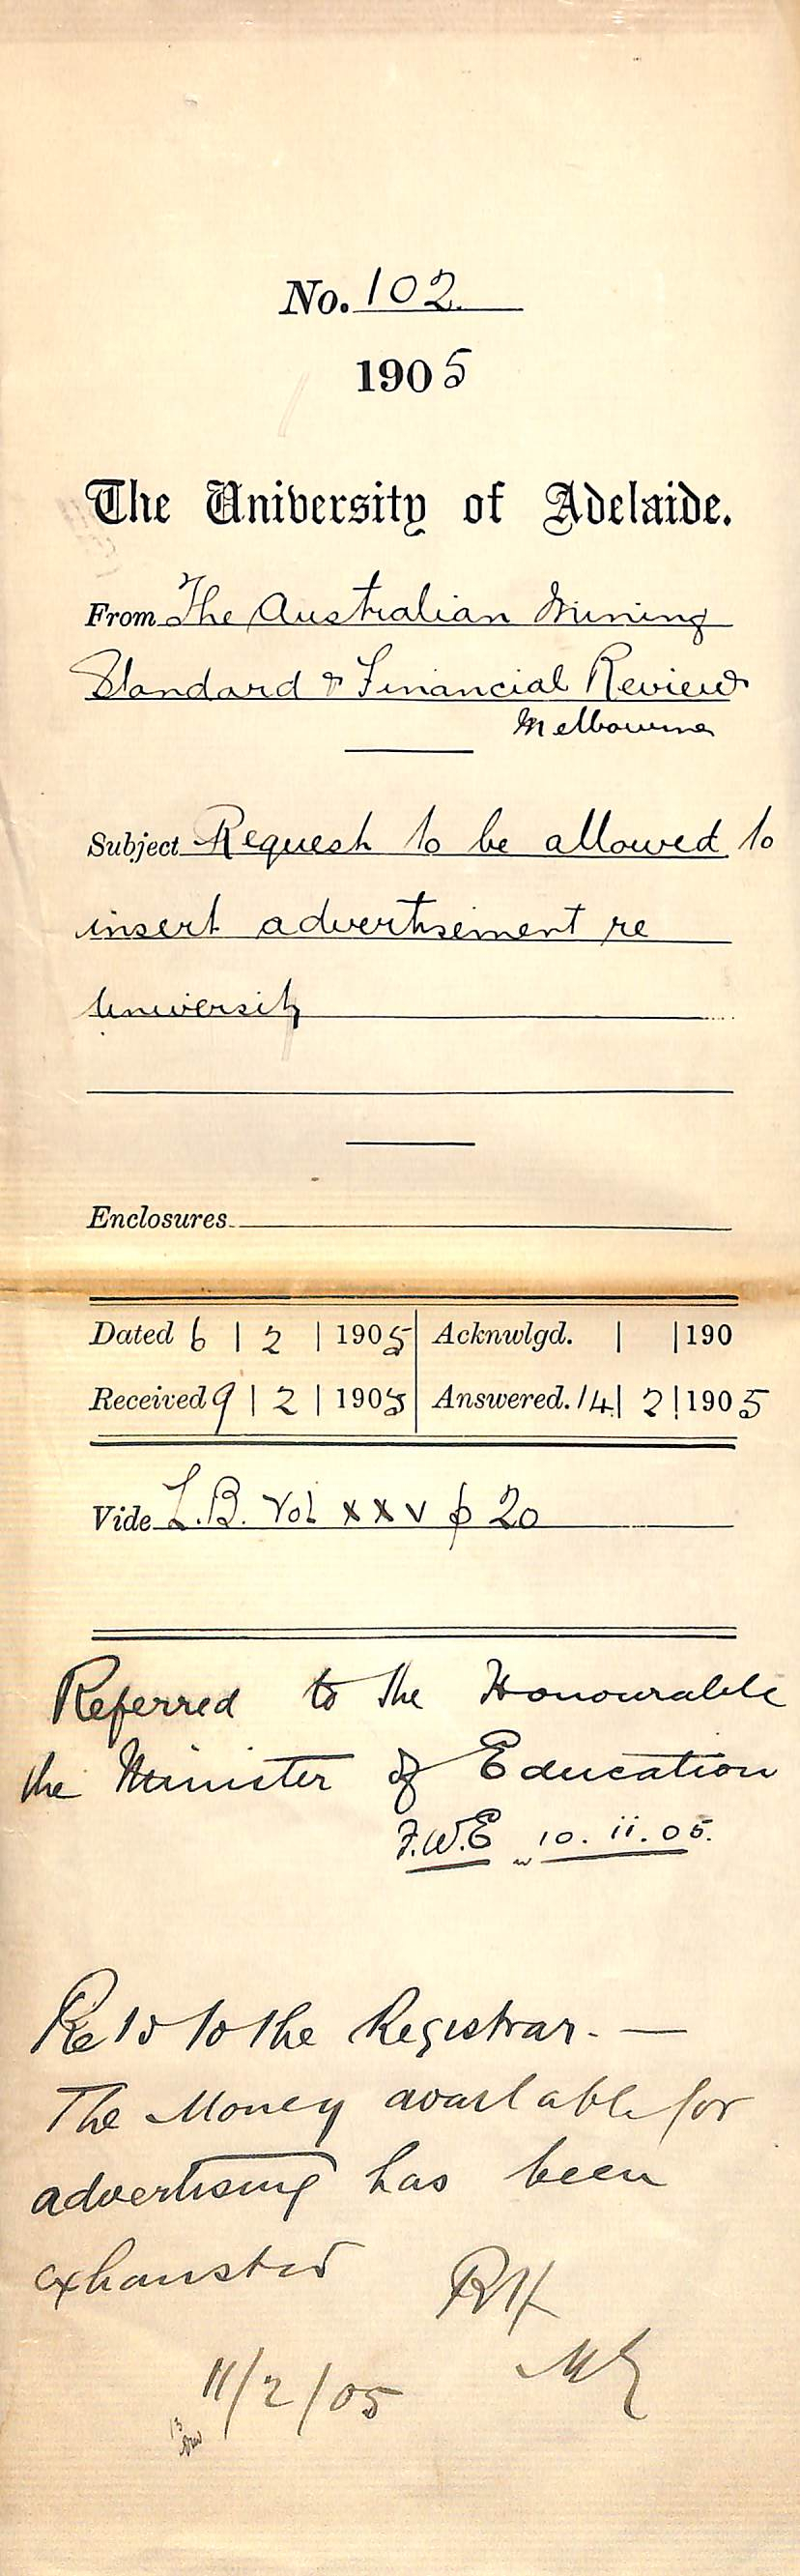 No. 102
1905
The University of Adelaide.
From The Australian Mining
Standard & Financial Review
Melbourne
Subject Request to be allowed to
insert advertisement re
University
Enclosures
Dated 6 | 2 | 1905 Acknwlgd. | | 190
Received 9 | 2 | 1905 Answered. 14 | 2 | 1905
Vide L.B. Vol xxv p 20
Referred to the Honourable
the Minister of Education
F.W.E 10. ii. 05.
Retd to the Registrar. —
The Money available for
advertising has been
exhausted RH
ME
11/2/05
13